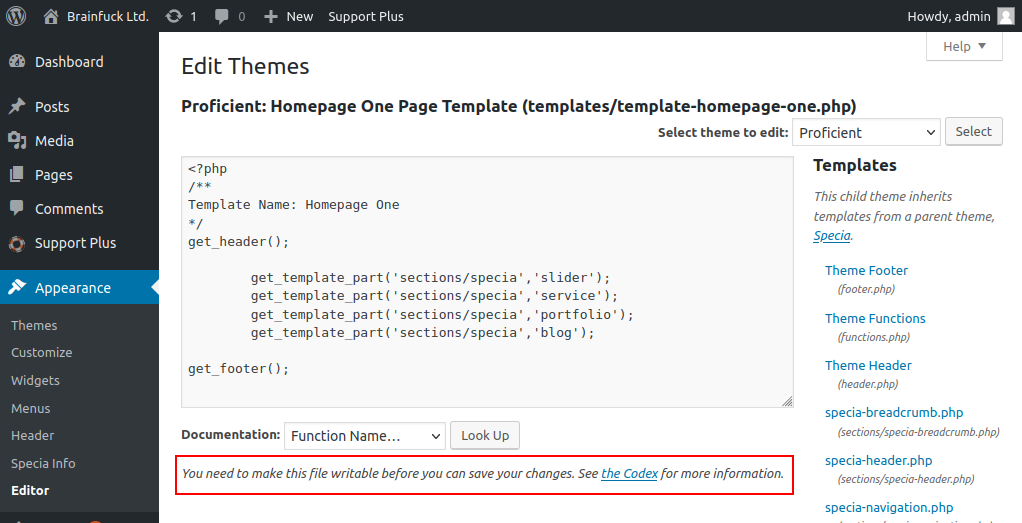 Brainfuck Ltd. 1 0 New Support Plus Howdy, admin
Help
Dashboard
Posts
Media
Pages
Comments
Support Plus
Appearance
Themes
Customize
Widgets
Menus
Header
Specia Info
Editor
Edit Themes
Proficient: Homepage One Page Template (templates/template-homepage-one.php)
Select theme to edit: Proficient Select
<?php
/**
Template Name: Homepage One
*/
get_header();
get_template_part('sections/specia','slider');
get_template_part('sections/specia','service');
get_template_part('sections/specia','portfolio');
get_template_part('sections/specia','blog');
get_footer();
Documentation: Function Name... Look Up
You need to make this file writable before you can save your changes. See the Codex for more information.
Templates
This child theme inherits
templates from a parent theme,
Specia.
Theme Footer
(footer.php)
Theme Functions
(functions.php)
Theme Header
(header.php)
specia-breadcrumb.php
(sections/specia-breadcrumb.php)
specia-header.php
(sections/specia-header.php)
specia-navigation.php